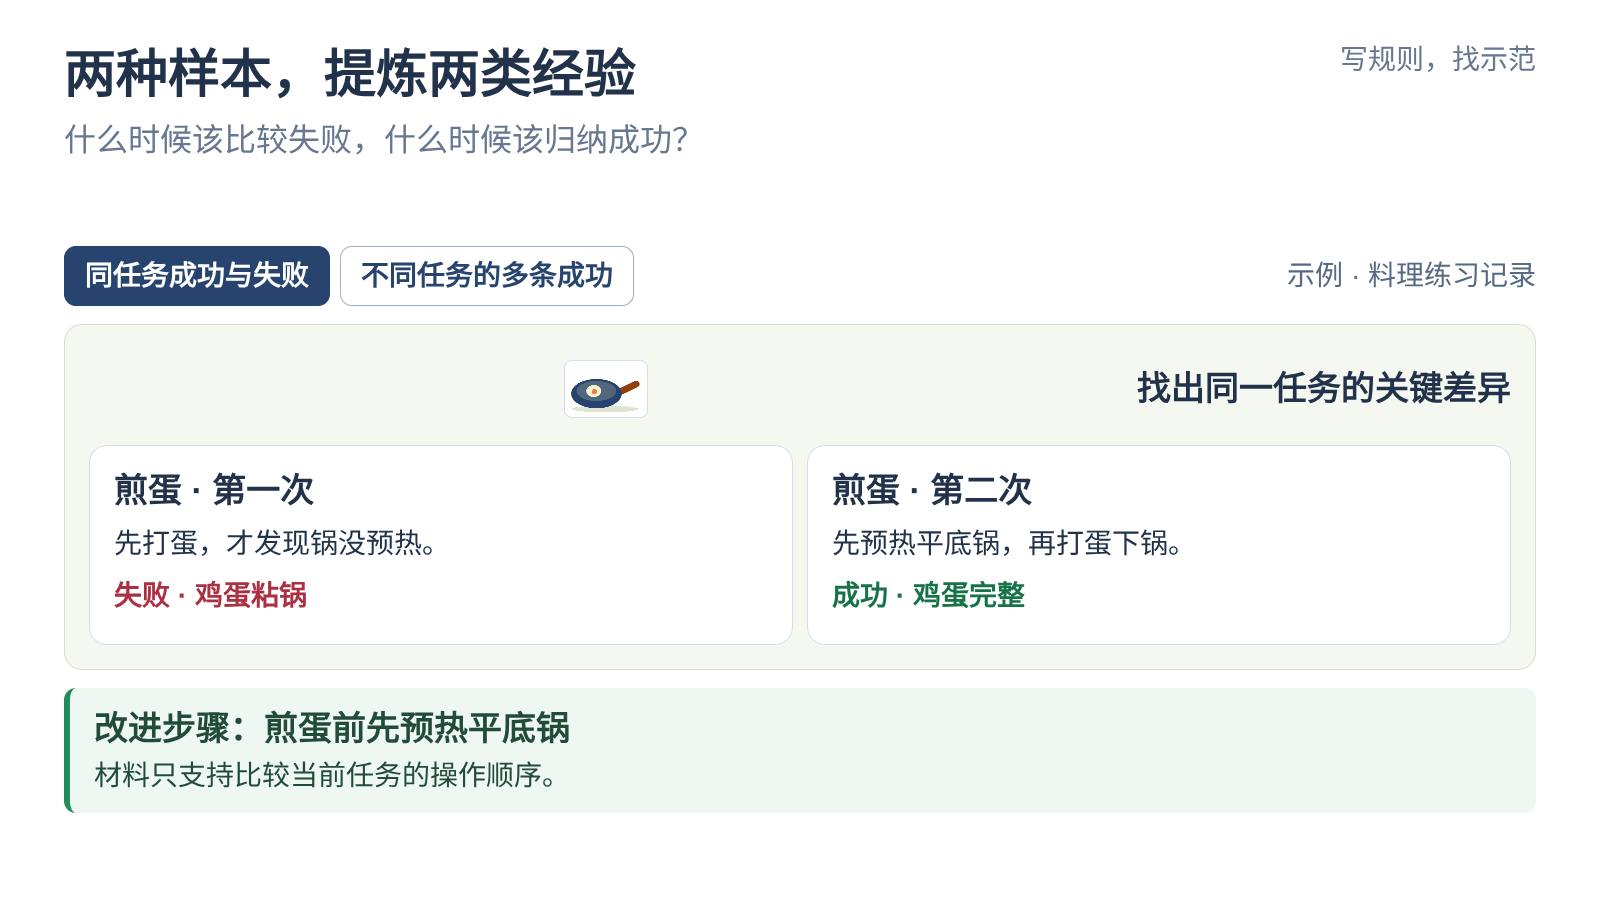 两种样本，提炼两类经验
写规则，找示范
什么时候该比较失败，什么时候该归纳成功？
同任务成功与失败
不同任务的多条成功
示例 · 料理练习记录
找出同一任务的关键差异
煎蛋 · 第一次
先打蛋，才发现锅没预热。
失败 · 鸡蛋粘锅
煎蛋 · 第二次
先预热平底锅，再打蛋下锅。
成功 · 鸡蛋完整
改进步骤：煎蛋前先预热平底锅
材料只支持比较当前任务的操作顺序。